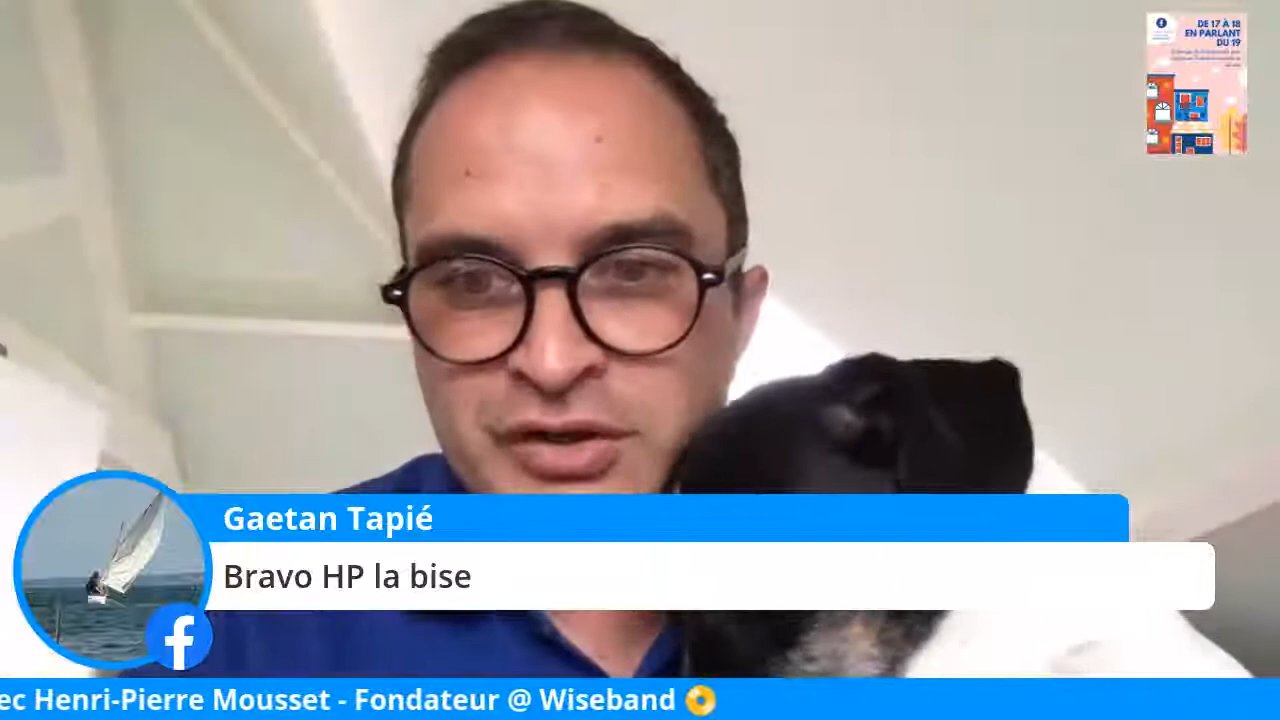 DE 17 À 18
EN PARLANT
DU 19
Gaetan Tapié
Bravo HP la bise
ec Henri-Pierre Mousset - Fondateur @ Wiseband